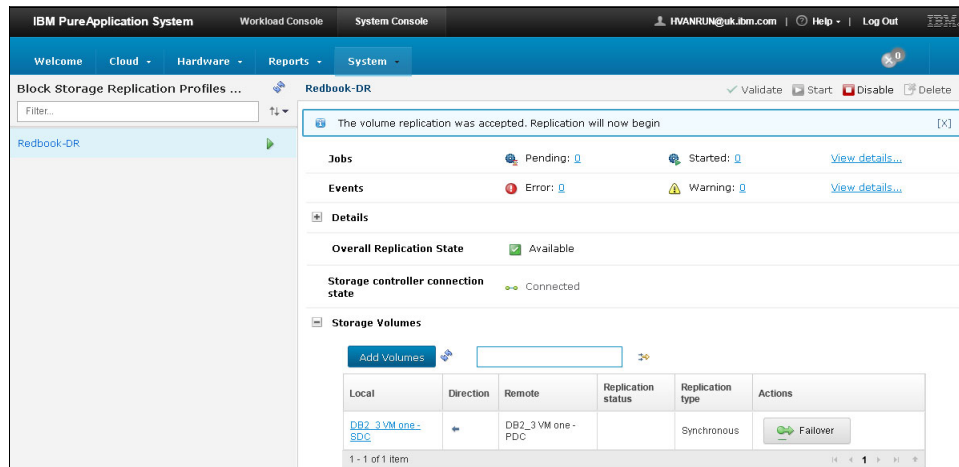 IBM PureApplication System Workload Console System Console HVANRUN@uk.ibm.com | Help | Log Out IBM
Welcome Cloud Hardware Reports System 0
Block Storage Replication Profiles ... Redbook-DR Validate Start Disable Delete
Filter...
The volume replication was accepted. Replication will now begin [X]
Redbook-DR
Jobs Pending: 0 Started: 0 View details...
Events Error: 0 Warning: 0 View details...
Details
Overall Replication State Available
Storage controller connection
state
Connected
Storage Volumes
Add Volumes
Local Direction Remote Replication
status Replication
type Actions
DB2_3 VM one -
SDC
DB2_3 VM one -
PDC
Synchronous Failover
1 - 1 of 1 item 1